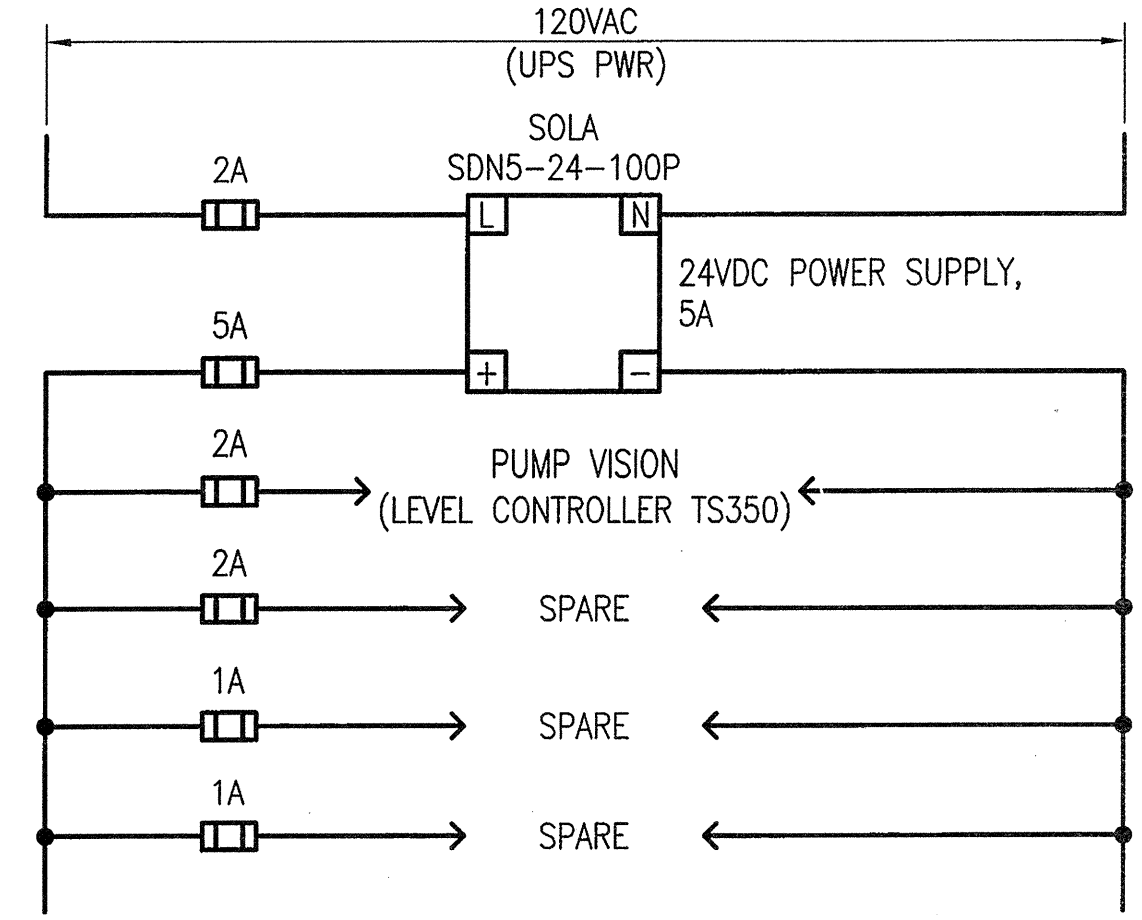 120VAC
(UPS PWR)
SOLA
SDN5-24-100P
2A
L
N
24VDC POWER SUPPLY,
5A
5A
+
-
2A
PUMP VISION
(LEVEL CONTROLLER TS350)
2A
SPARE
1A
SPARE
1A
SPARE